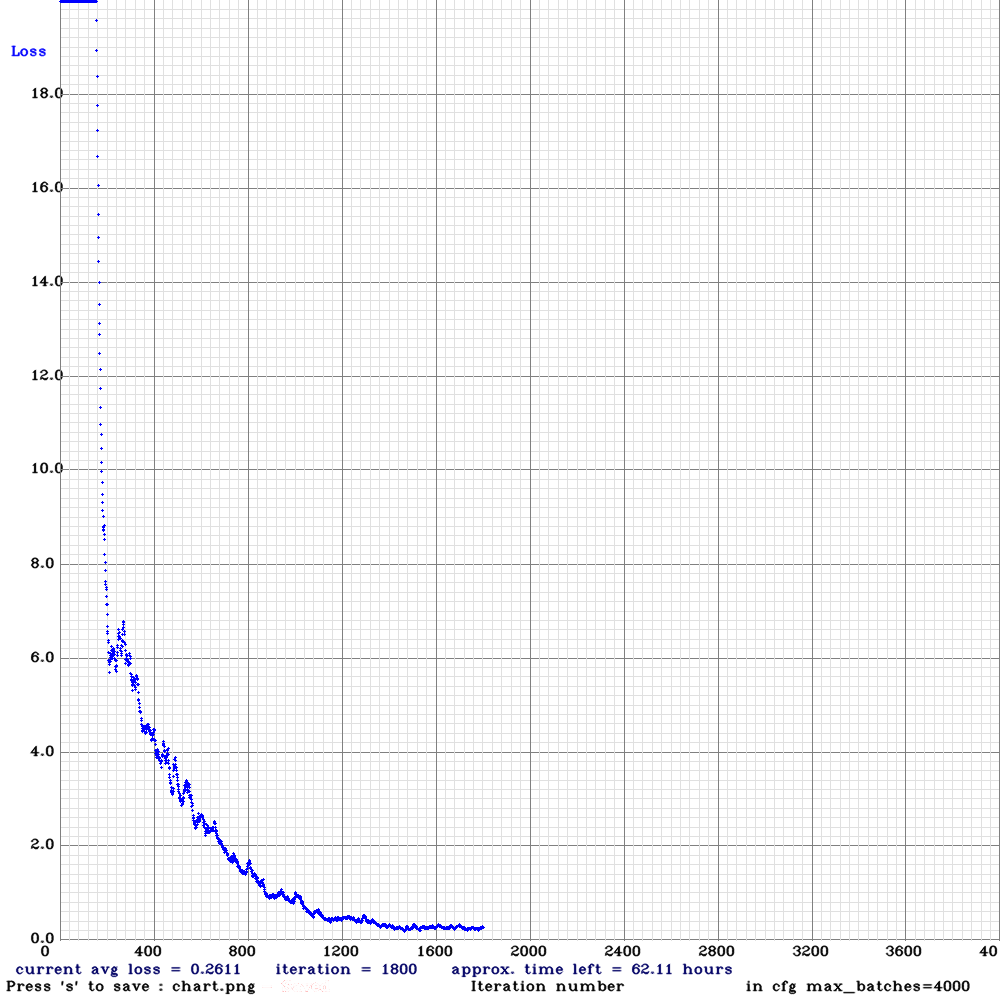 Loss
18.0
16.0
14.0
12.0
10.0
8.0
6.0
4.0
2.0
0.0
0 400 800 1200 1600 2000 2400 2800 3200 3600 40
current avg loss = 0.2611 iteration = 1800 approx. time left = 62.11 hours
Press 's' to save : chart.png Iteration number in cfg max_batches=4000